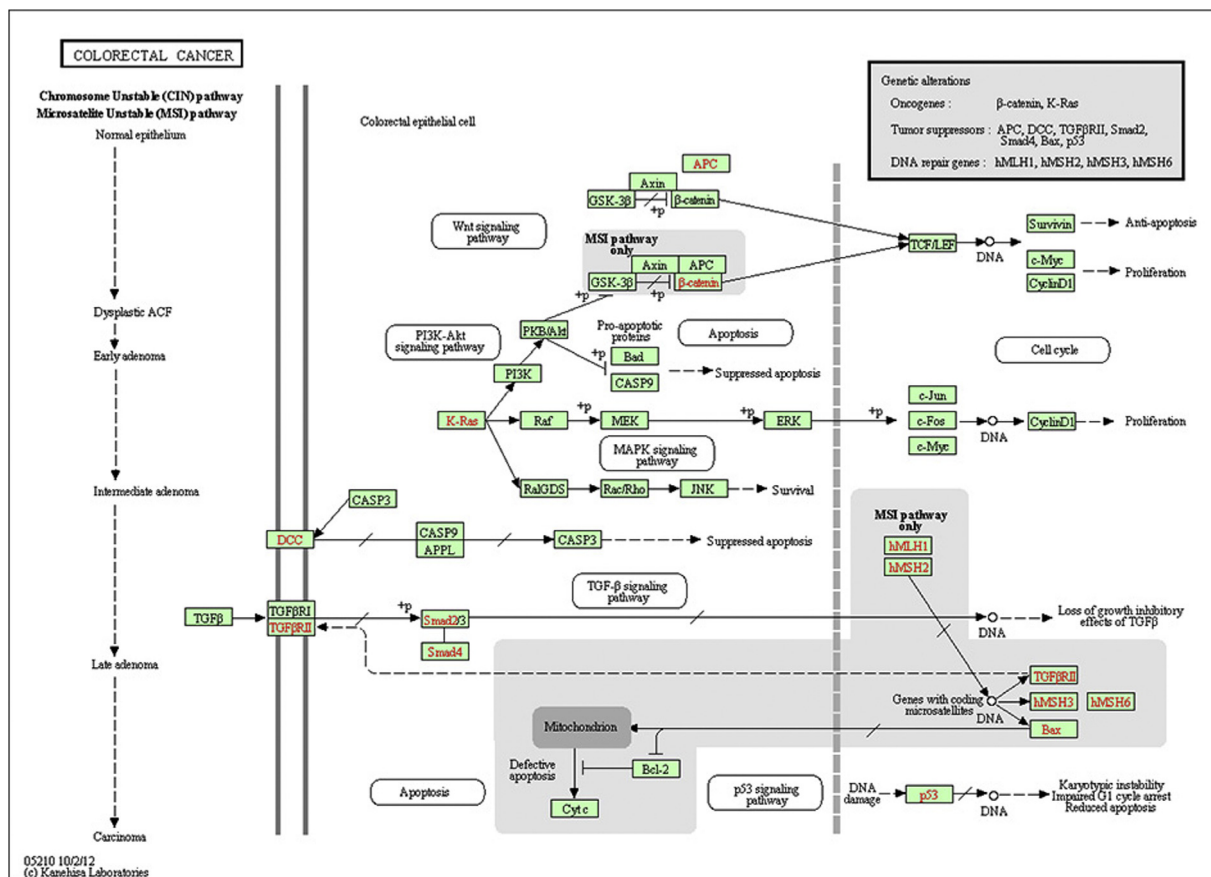 COLORECTAL CANCER
Chromosome Unstable (CIN) pathway
Microsatelite Unstable (MSI) pathway
Normal epithelium
Dysplastic ACF
Early adenoma
Intermediate adenoma
Late adenoma
Carcinoma
05210 10/2/12
(c) Kanehisa Laboratories
Colorectal epithelial cell
Genetic alterations
Oncogenes : β-catenin, K-Ras
Tumor suppressors : APC, DCC, TGFβRII, Smad2,
Smad4, Bax, p53
DNA repair genes : hMLH1, hMSH2, hMSH3, hMSH6
APC
Axin
GSK-3β
β-catenin
+p
Wnt signaling
pathway
MSI pathway
only
Axin
APC
GSK-3β
β-catenin
+p
+p
TCF/LEF
DNA
Survivin
Anti-apoptosis
c-Myc
CyclinD1
Proliferation
PI3K-Akt
signaling pathway
PKB/Akt
PI3K
Pro-apoptotic
proteins
+p
Bad
CASP9
Suppressed apoptosis
Apoptosis
Cell cycle
K-Ras
Raf
+p
MEK
+p
ERK
+p
c-Jun
c-Fos
c-Myc
DNA
CyclinD1
Proliferation
MAPK signaling
pathway
RalGDS
Rac/Rho
JNK
Survival
CASP3
DCC
CASP9
APPL
CASP3
Suppressed apoptosis
MSI pathway
only
hMLH1
hMSH2
TGF-β signaling
pathway
TGFβ
TGFβRI
TGFβRII
+p
Smad2/3
Smad4
DNA
Loss of growth inhibitory
effects of TGFβ
Genes with coding
microsatellites
DNA
TGFβRII
hMSH3
hMSH6
Bax
Mitochondrion
Defective
apoptosis
Bcl-2
Cyt c
Apoptosis
p53 signaling
pathway
DNA
damage
p53
DNA
Karyotypic instability
Impaired G1 cycle arrest
Reduced apoptosis